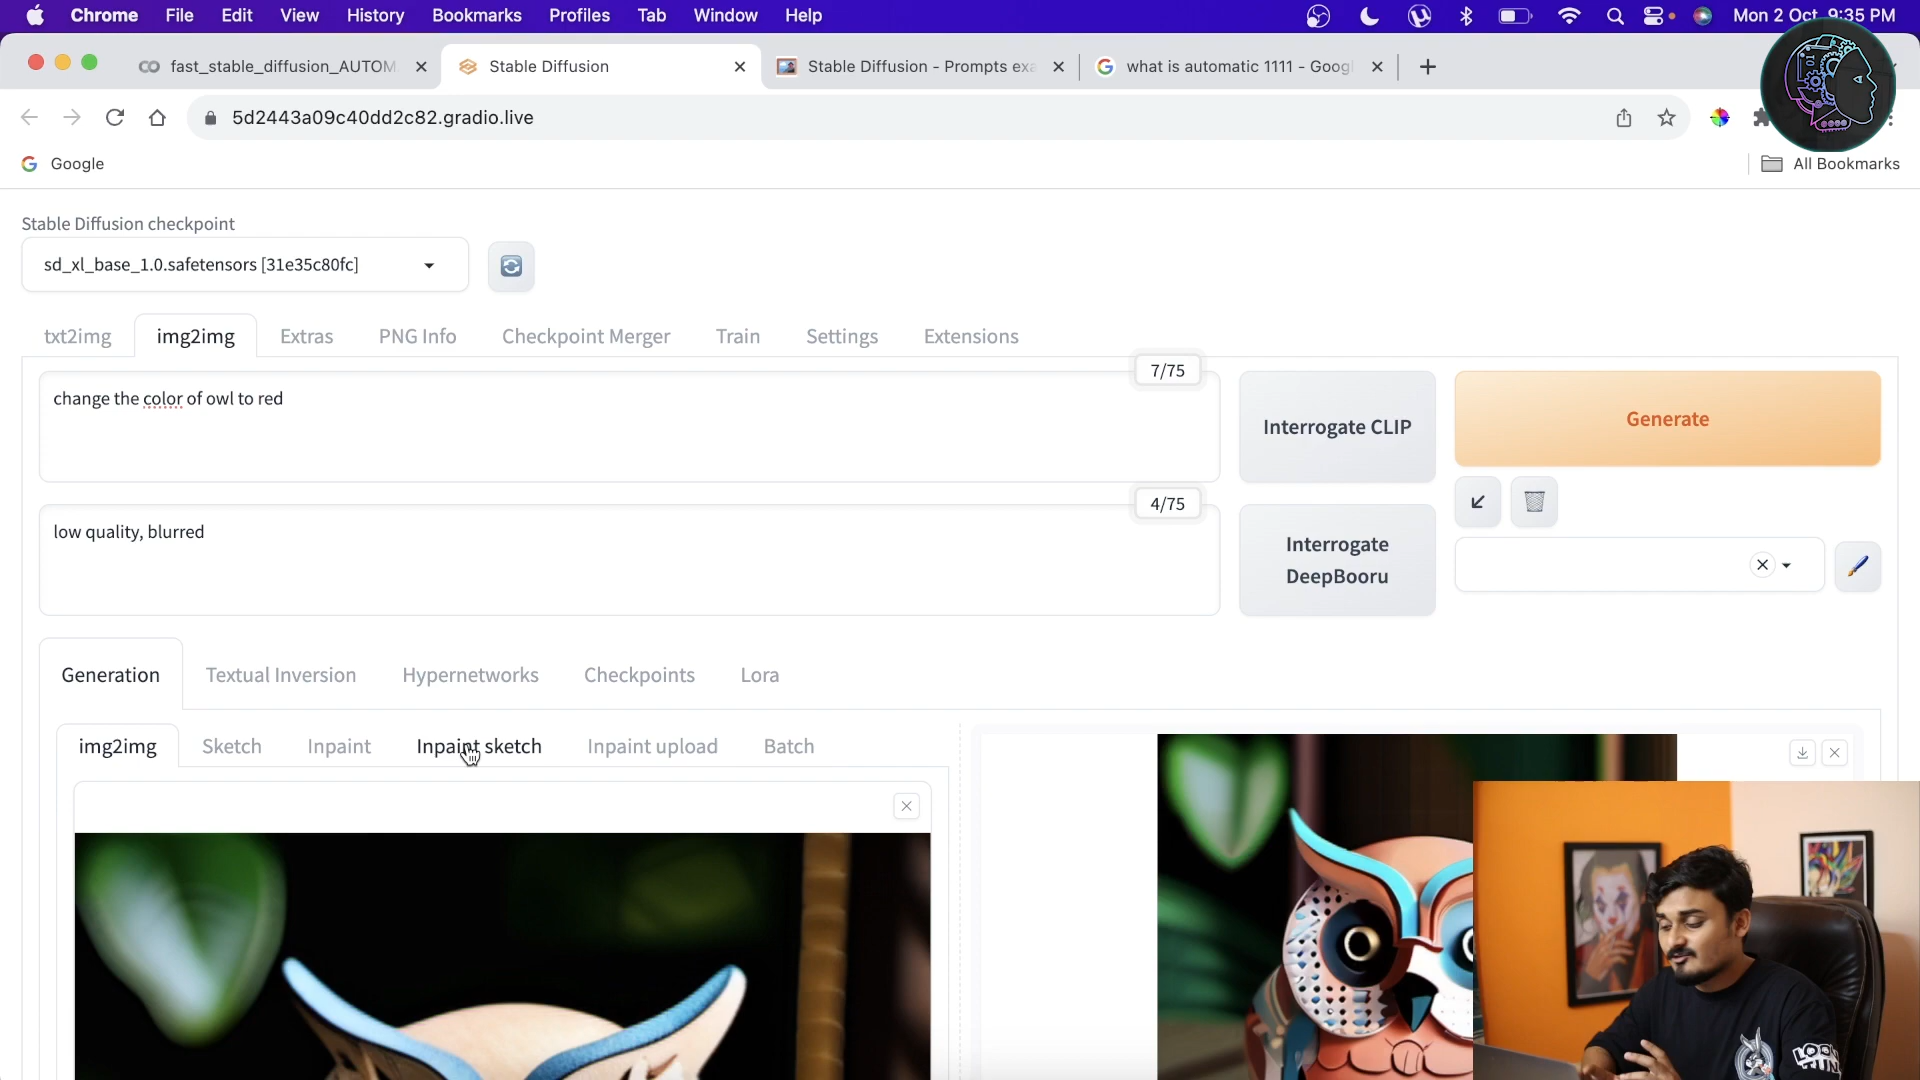 Chrome File Edit View History Bookmarks Profiles Tab Window Help Mon 2 Oct 9:35 PM
fast_stable_diffusion_AUTOM Stable Diffusion Stable Diffusion - Prompts exa what is automatic 1111 - Googl
5d2443a09c40dd2c82.gradio.live
Google All Bookmarks
Stable Diffusion checkpoint
sd_xl_base_1.0.safetensors [31e35c80fc]
txt2img img2img Extras PNG Info Checkpoint Merger Train Settings Extensions
7/75
change the color of owl to red
Interrogate CLIP
Generate
4/75
low quality, blurred
Interrogate
DeepBooru
Generation Textual Inversion Hypernetworks Checkpoints Lora
img2img Sketch Inpaint Inpaint sketch Inpaint upload Batch